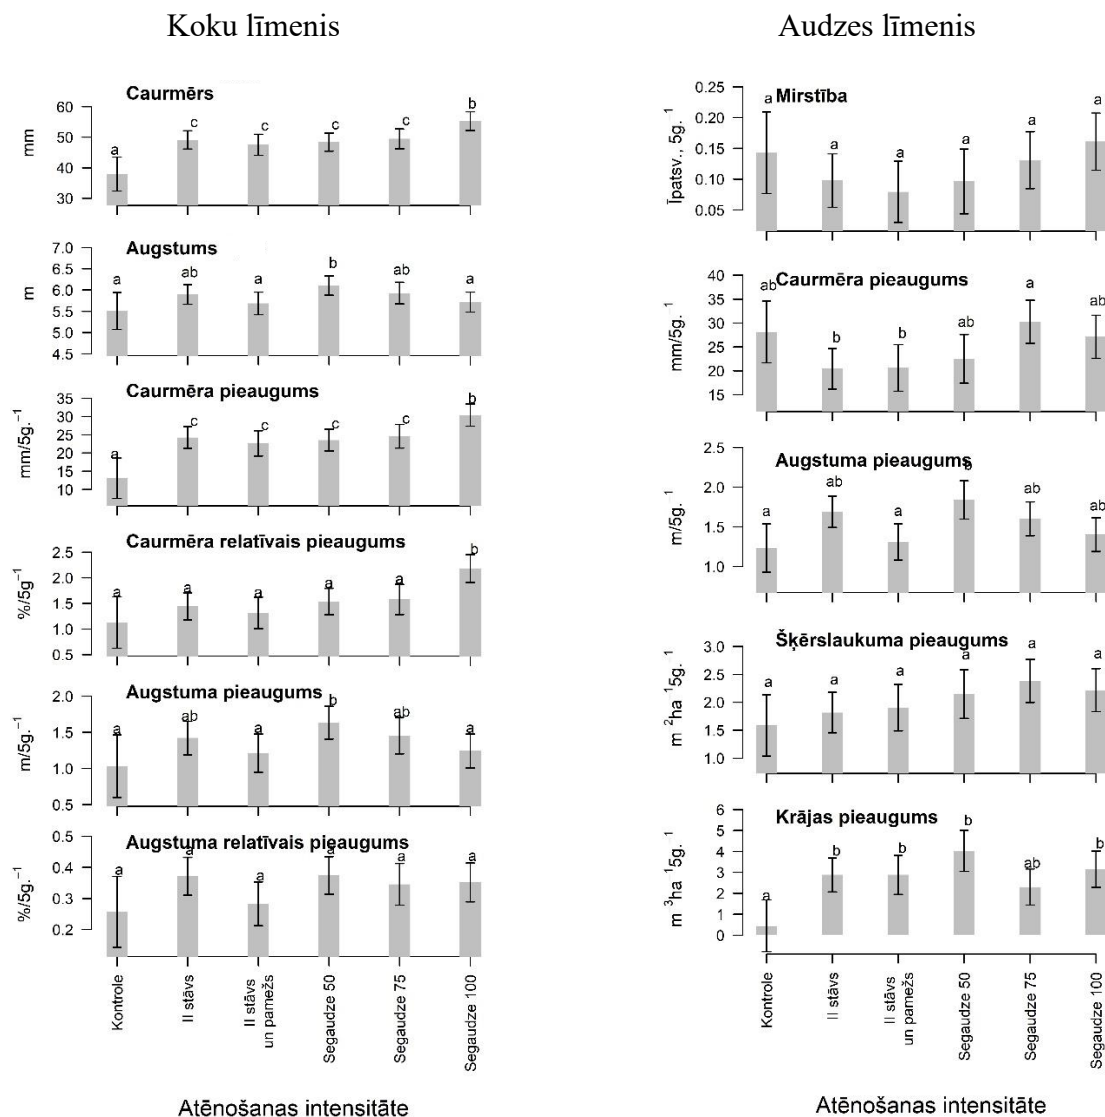 Koku līmenis
Caurmērs
mm
60
50
40
30
a
c
c
c
c
b
Augstums
m
7.0
6.5
6.0
5.5
5.0
4.5
a
ab
a
b
ab
a
Caurmēra pieaugums
mm/5g.⁻¹
35
30
25
20
15
10
a
c
c
c
c
b
Caurmēra relatīvais pieaugums
%/5g⁻¹
2.5
2.0
1.5
1.0
0.5
a
a
a
a
a
b
Augstuma pieaugums
m/5g.⁻¹
2.0
1.5
1.0
0.5
a
ab
a
b
ab
a
Augstuma relatīvais pieaugums
%/5g.⁻¹
0.5
0.4
0.3
0.2
a
a
a
a
a
a
Kontrole
II stāvs
II stāvs
un pamežs
Segaudze 50
Segaudze 75
Segaudze 100
Atēnošanas intensitāte
Audzes līmenis
Mirstība
Īpatsv., 5g.⁻¹
0.25
0.20
0.15
0.10
0.05
a
a
a
a
a
a
Caurmēra pieaugums
mm/5g.⁻¹
40
35
30
25
20
15
ab
b
b
ab
a
ab
Augstuma pieaugums
m/5g.⁻¹
2.5
2.0
1.5
1.0
a
ab
a
b
ab
ab
Šķērslaukuma pieaugums
m ²ha ¹5g. ¹
3.0
2.5
2.0
1.5
1.0
a
a
a
a
a
a
Krājas pieaugums
m ³ha ¹5g. ¹
6
5
4
3
2
1
0
a
b
b
b
ab
b
Kontrole
II stāvs
II stāvs
un pamežs
Segaudze 50
Segaudze 75
Segaudze 100
Atēnošanas intensitāte